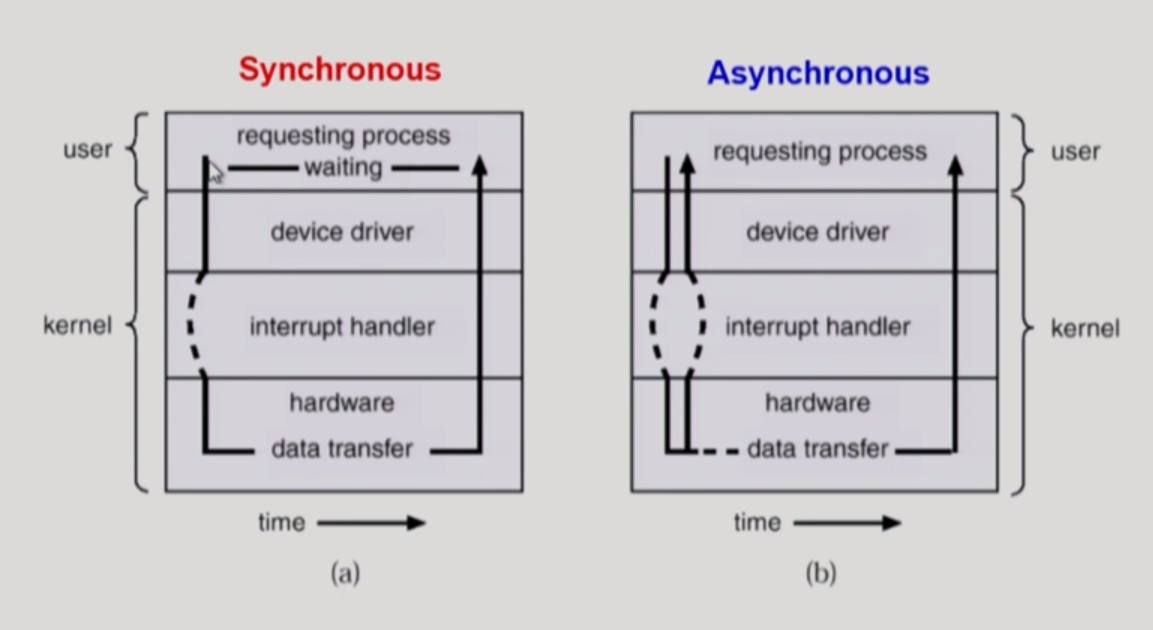 Synchronous
user
requesting process
waiting
device driver
kernel
interrupt handler
hardware
data transfer
time
(a)
Asynchronous
requesting process
user
device driver
interrupt handler
kernel
hardware
data transfer
time
(b)